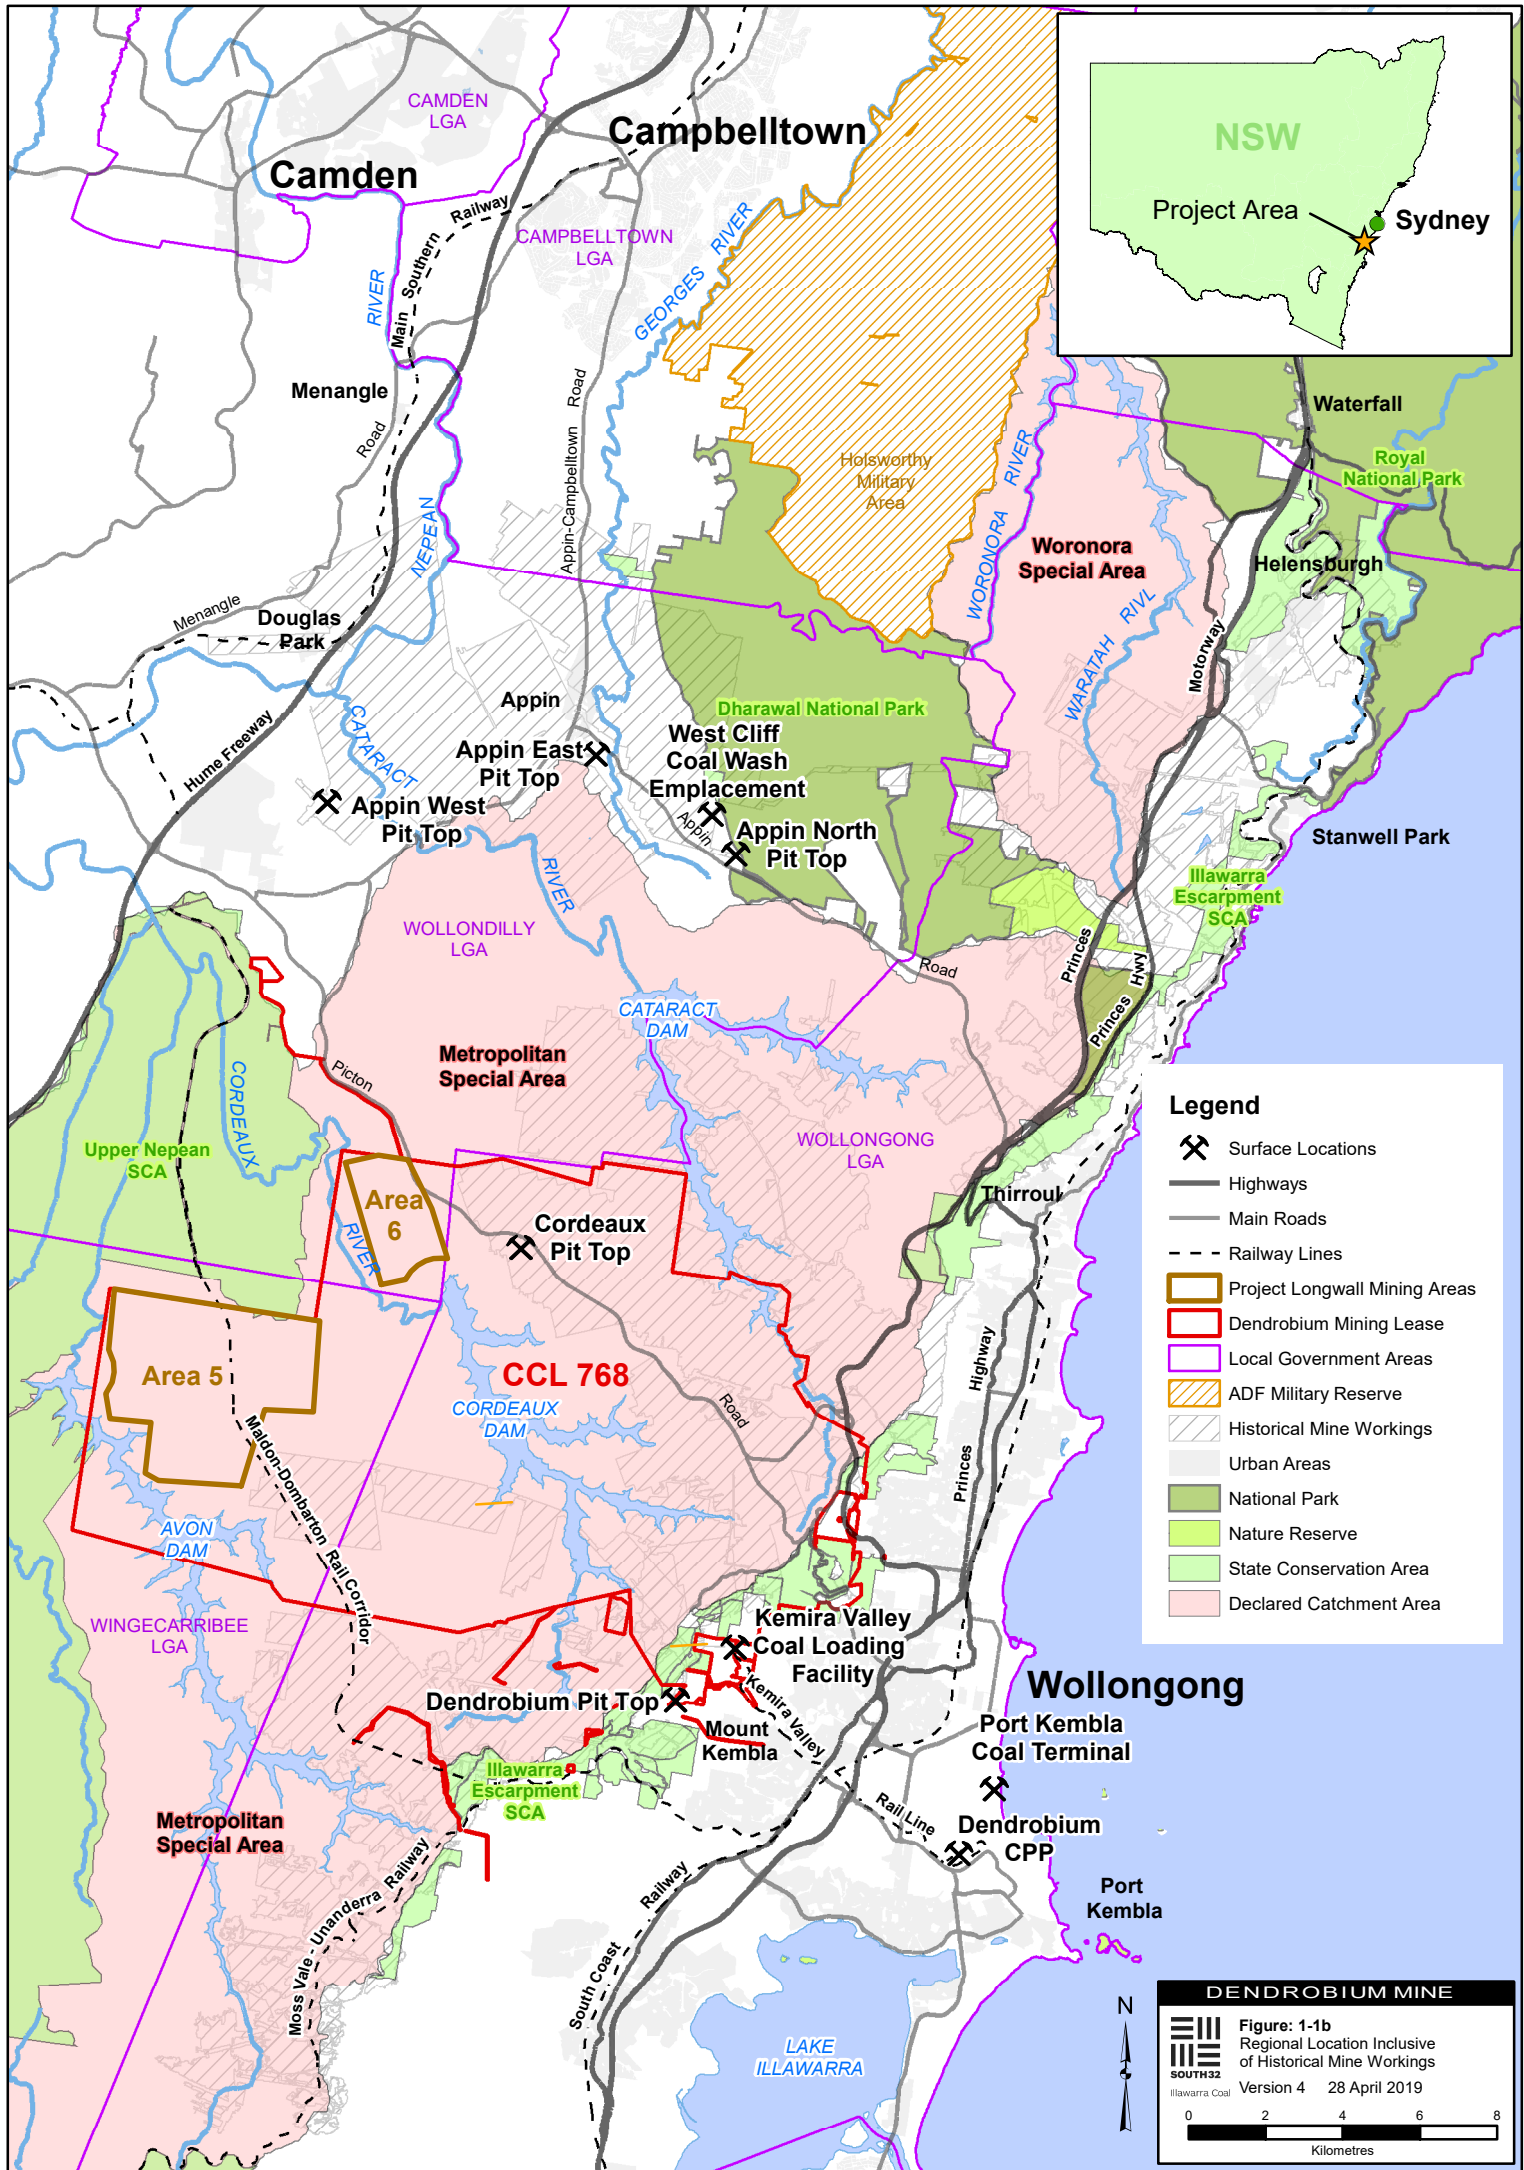 CAMDEN
LGA
Campbelltown
Camden
NSW
Project Area
Sydney
Railway
Southern
Main
CAMPBELLTOWN
LGA
RIVER
GEORGES
RIVER
Menangle
Road
Road
Appin-Campbelltown
Holsworthy
Military
Area
Waterfall
Royal
National Park
RIVER
WORONORA
NEPEAN
Woronora
Special Area
Helensburgh
Menangle
Douglas
Park
WARATAH
RIVL
Motorway
Appin
Dharawal National Park
Hume Freeway
CATARACT
Appin East
Pit Top
West Cliff
Coal Wash
Emplacement
Appin West
Pit Top
Appin
Appin North
Pit Top
Stanwell Park
RIVER
Illawarra
Escarpment
SCA
WOLLONDILLY
LGA
Road
Princes
Hwy
Princes
CATARACT
DAM
Metropolitan
Special Area
Picton
CORDEAUX
Upper Nepean
SCA
WOLLONGONG
LGA
Area
6
RIVER
Cordeaux
Pit Top
Thirroul
Legend
Surface Locations
Highways
Main Roads
Railway Lines
Project Longwall Mining Areas
Dendrobium Mining Lease
Local Government Areas
ADF Military Reserve
Historical Mine Workings
Urban Areas
National Park
Nature Reserve
State Conservation Area
Declared Catchment Area
Area 5
CCL 768
CORDEAUX
DAM
Road
Highway
Princes
Maldon-Dombarton Rail Corridor
AVON
DAM
WINGECARRIBEE
LGA
Kemira Valley
Coal Loading
Facility
Dendrobium Pit Top
Mount
Kembla
Kemira Valley
Rail Line
Wollongong
Port Kembla
Coal Terminal
Illawarra
Escarpment
SCA
Metropolitan
Special Area
Dendrobium
CPP
Port
Kembla
Moss Vale - Unanderra Railway
Railway
South Coast
LAKE
ILLAWARRA
N
DENDROBIUM MINE
SOUTH32
Illawarra Coal
Figure: 1-1b
Regional Location Inclusive
of Historical Mine Workings
Version 4 28 April 2019
0 2 4 6 8
Kilometres